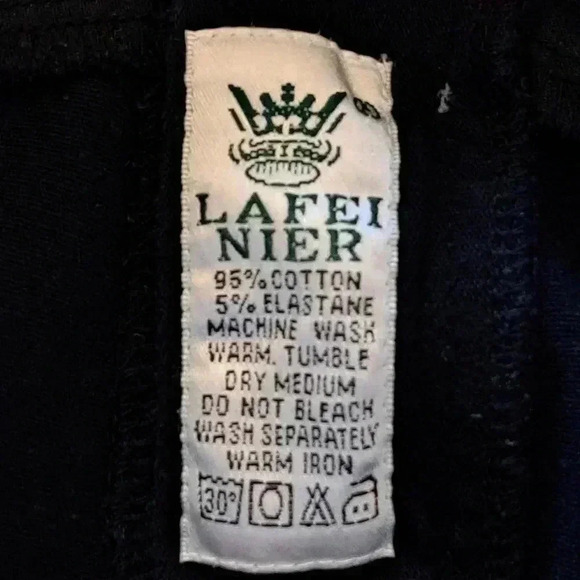 LAFEI
NIER
95% COTTON
5% ELASTANE
MACHINE WASH
WARM. TUMBLE
DRY MEDIUM
DO NOT BLEACH
WASH SEPARATELY
WARM IRON
30°